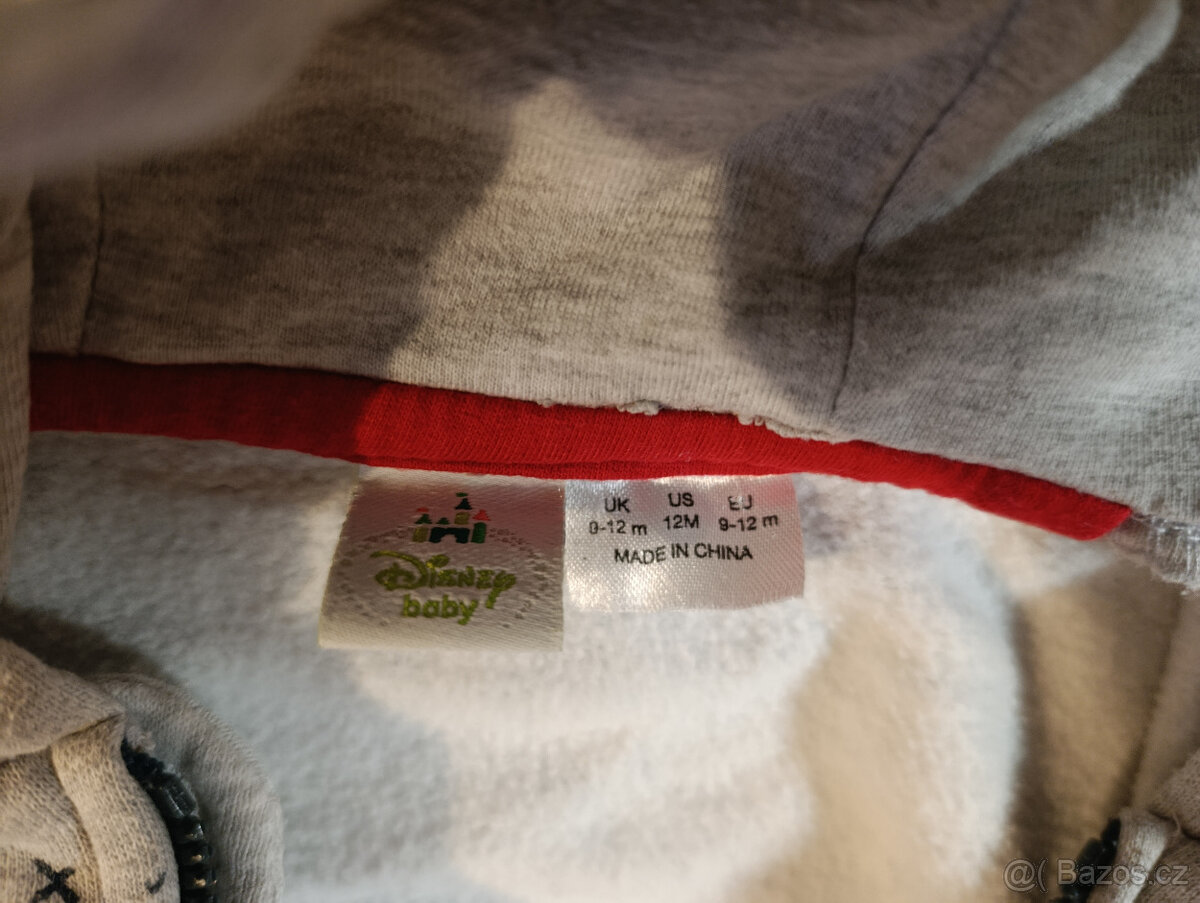 Disney
baby
UK US EU
9-12 m 12M 9-12 m
MADE IN CHINA
@( Bazos.cz